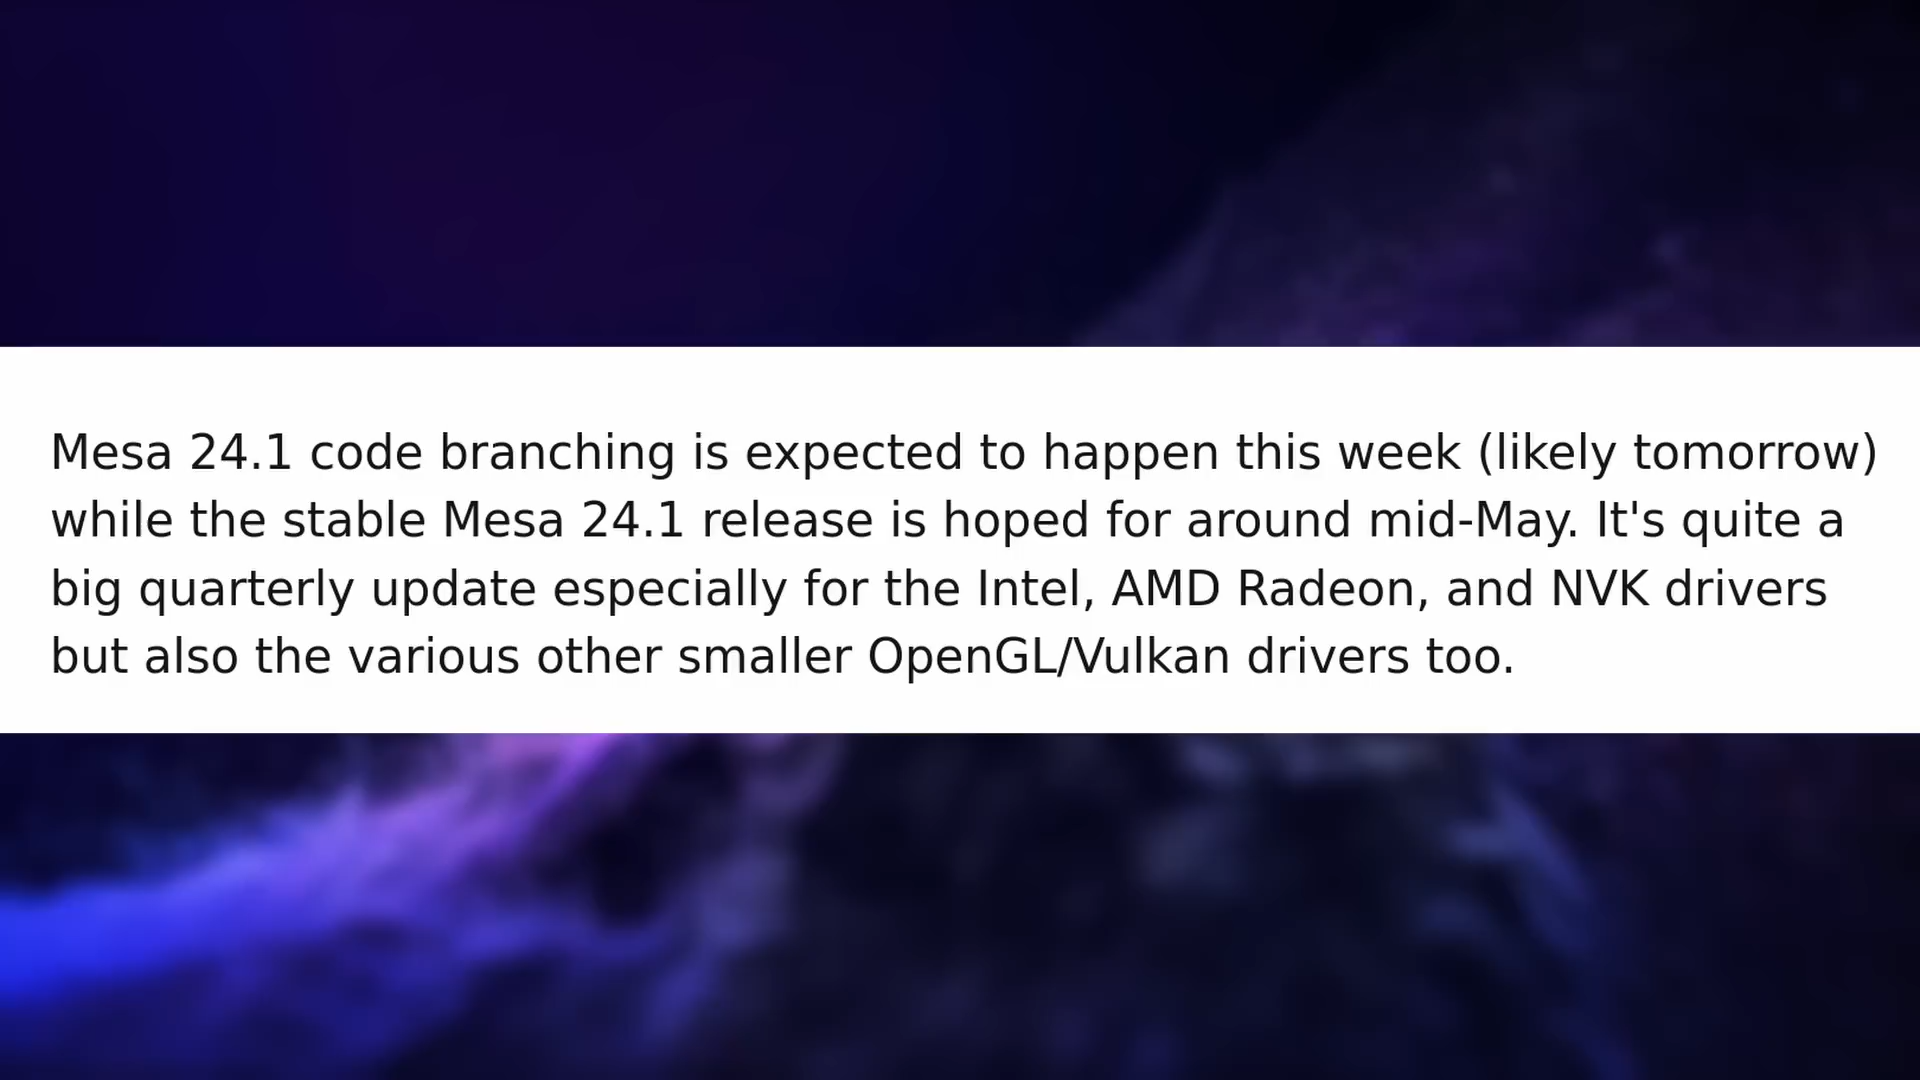 Mesa 24.1 code branching is expected to happen this week (likely tomorrow)
while the stable Mesa 24.1 release is hoped for around mid-May. It's quite a
big quarterly update especially for the Intel, AMD Radeon, and NVK drivers
but also the various other smaller OpenGL/Vulkan drivers too.